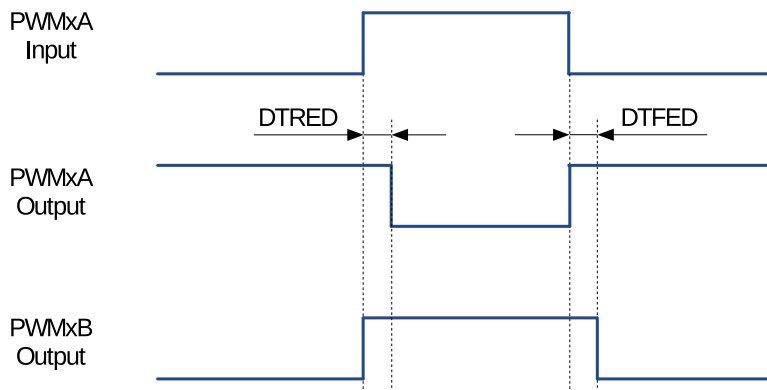 PWMxA
Input
DTRED
DTFED
PWMxA
Output
PWMxB
Output